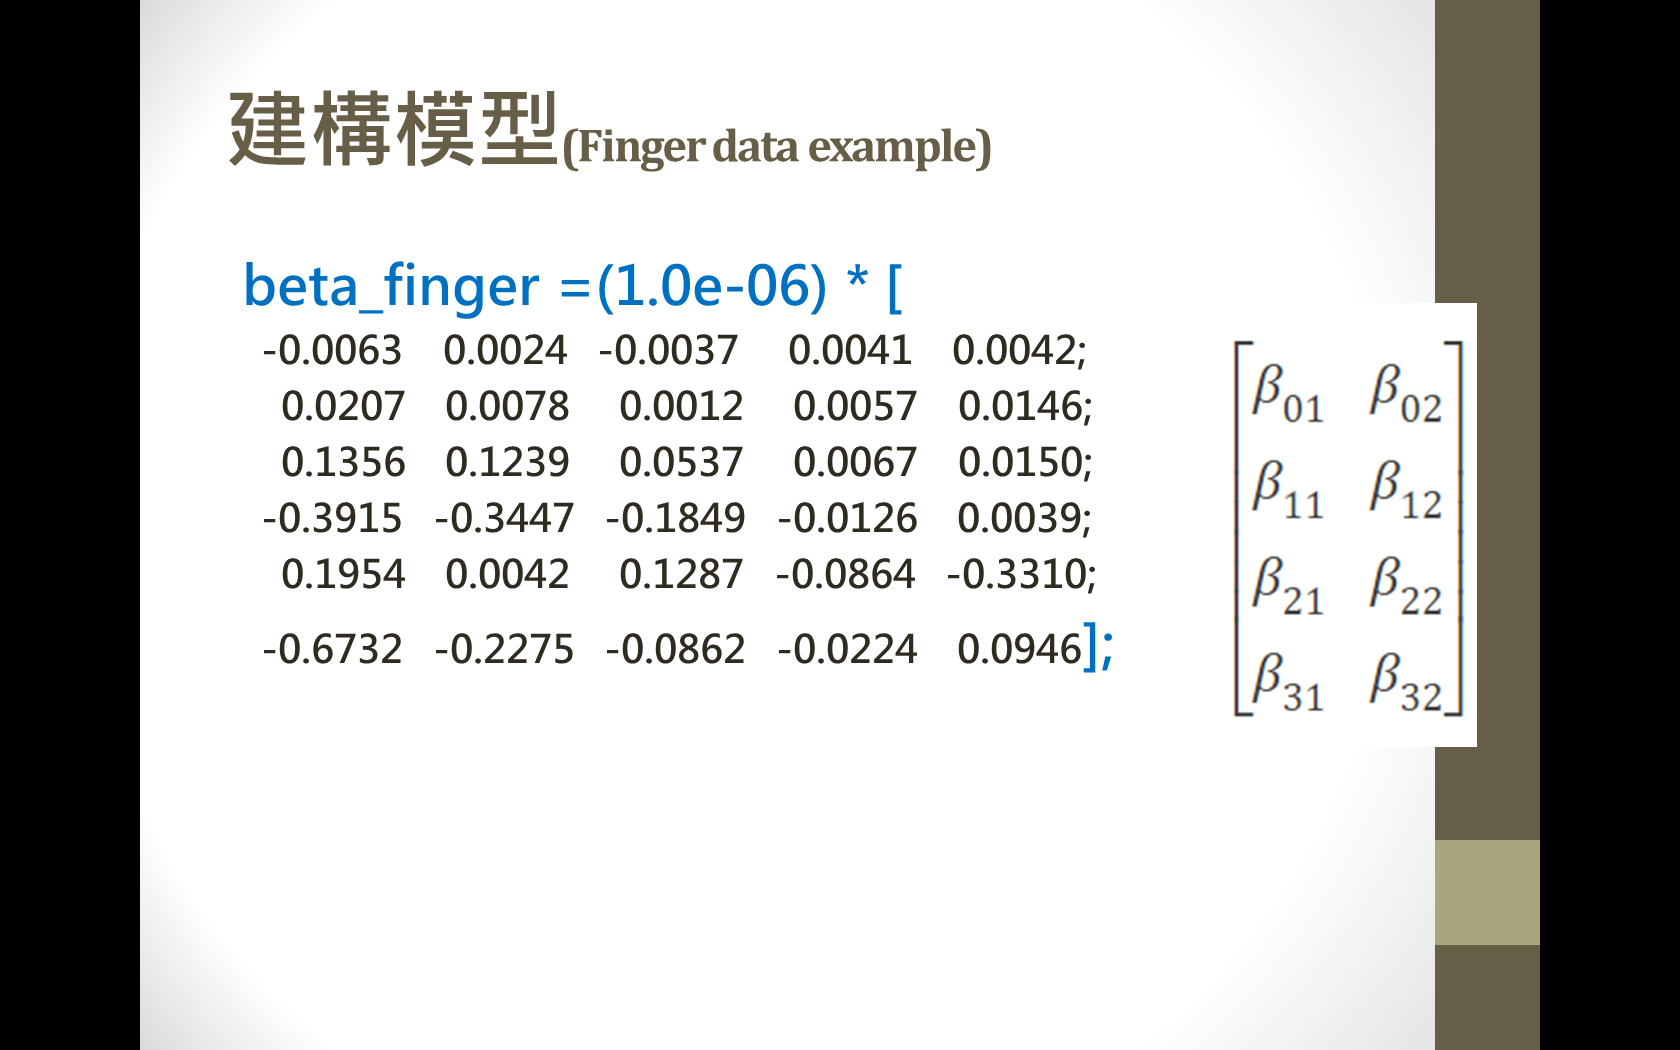 建構模型(Finger data example)
beta_finger =(1.0e-06) * [
-0.0063 0.0024 -0.0037 0.0041 0.0042;
0.0207 0.0078 0.0012 0.0057 0.0146;
0.1356 0.1239 0.0537 0.0067 0.0150;
-0.3915 -0.3447 -0.1849 -0.0126 0.0039;
0.1954 0.0042 0.1287 -0.0864 -0.3310;
-0.6732 -0.2275 -0.0862 -0.0224 0.0946];
β01 β02
β11 β12
β21 β22
β31 β32